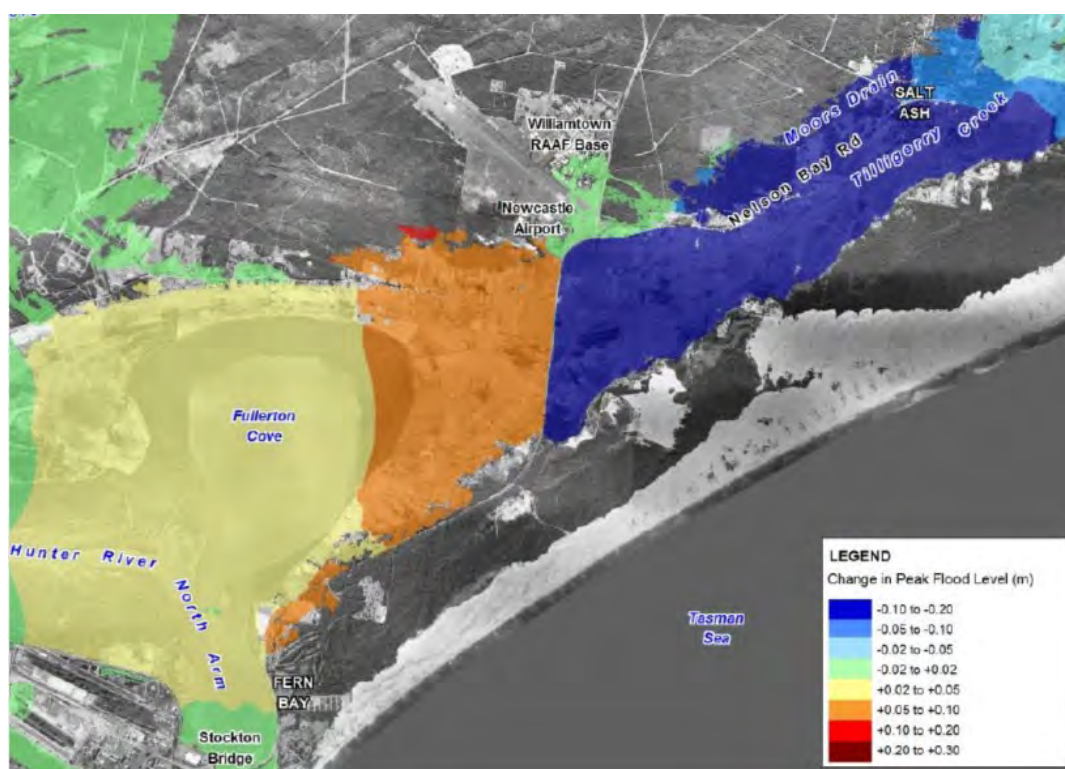 SALT
ASH
Moors Drain
Nelson Bay Rd
Tilligerry Creek
Williamtown
RAAF Base
Newcastle
Airport
Fullerton
Cove
Hunter River North Arm
FERN
BAY
Stockton
Bridge
Tasman
Sea
LEGEND
Change in Peak Flood Level (m)
-0.10 to -0.20
-0.05 to -0.10
-0.02 to -0.05
-0.02 to +0.02
+0.02 to +0.05
+0.05 to +0.10
+0.10 to +0.20
+0.20 to +0.30